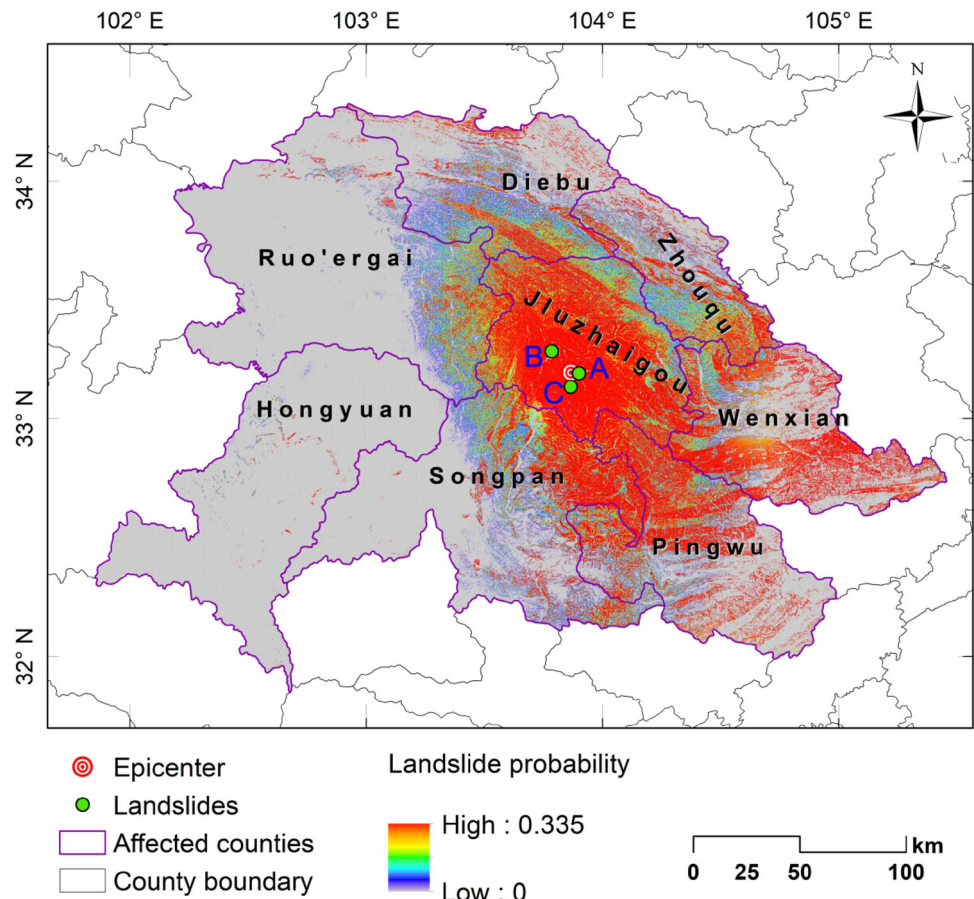 102° E 103° E 104° E 105° E
N
34° N
Diebu
Zhouqu
Ruo'ergai
Jiuzhaigou
B
A
C
33° N
Hongyuan
Wenxian
Songpan
Pingwu
32° N
Epicenter
Landslides
Affected counties
County boundary
Landslide probability
High : 0.335
Low : 0
km
0 25 50 100